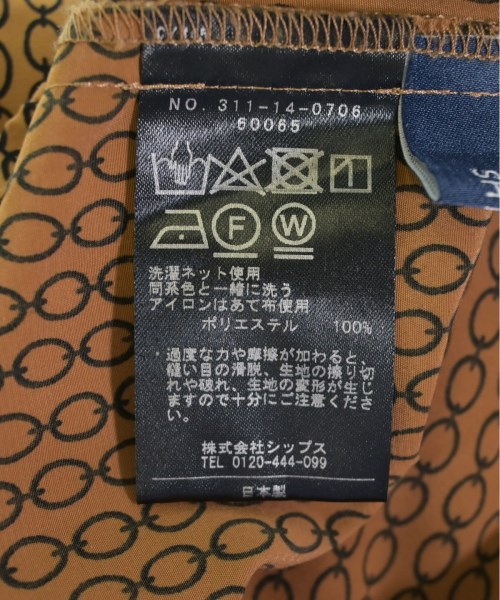 NO. 311-14-0706
60065
F
W
洗濯ネット使用
同系色と一緒に洗う
アイロンはあて布使用
ポリエステル 100%
・過度な力や摩擦が加わると、
縫い目の滑脱、生地の擦り切
れや破れ、生地の変形が生じ
ますので十分にご注意くださ
い。
株式会社シップス
TEL 0120-444-099
日本製